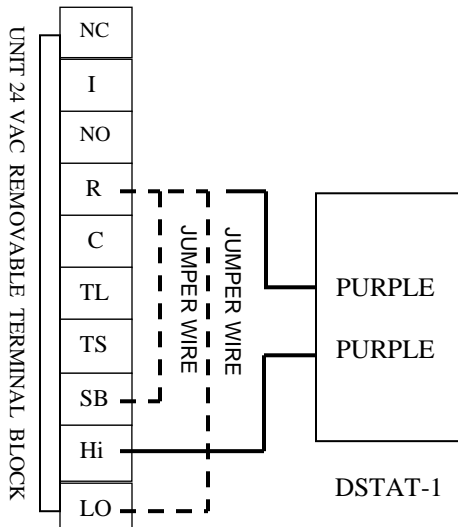 UNIT 24 VAC REMOVABLE TERMINAL BLOCK
NC
I
NO
R
C
TL
TS
SB
Hi
LO
JUMPER WIRE
JUMPER WIRE
PURPLE
PURPLE
DSTAT-1